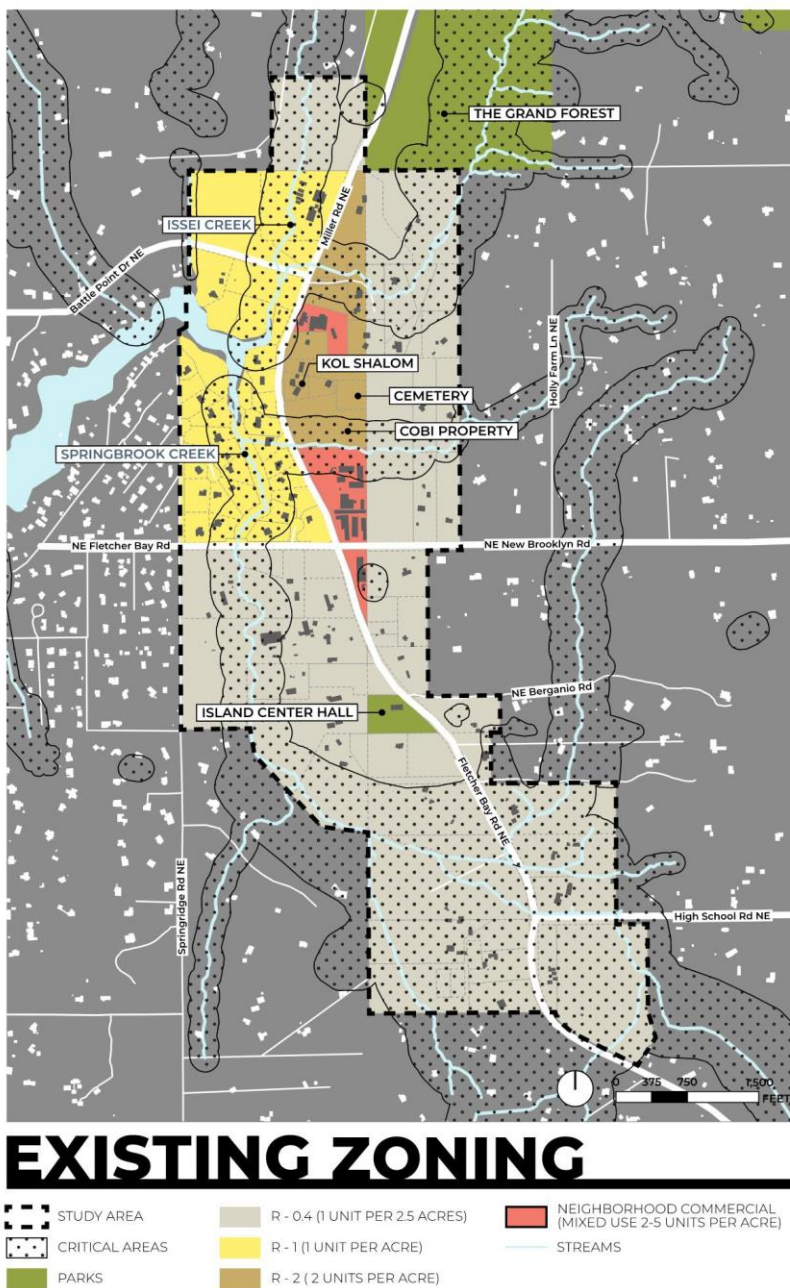 THE GRAND FOREST
ISSEI CREEK
Miller Rd NE
Battle Point Dr NE
Holly Farm Ln NE
KOL SHALOM
CEMETERY
COBI PROPERTY
SPRINGBROOK CREEK
NE Fletcher Bay Rd
NE New Brooklyn Rd
NE Berganio Rd
ISLAND CENTER HALL
Fletcher Bay Rd NE
Springridge Rd NE
High School Rd NE
0 375 750 1,500
FEET
EXISTING ZONING
STUDY AREA
CRITICAL AREAS
PARKS
R - 0.4 (1 UNIT PER 2.5 ACRES)
R - 1 (1 UNIT PER ACRE)
R - 2 ( 2 UNITS PER ACRE)
NEIGHBORHOOD COMMERCIAL
(MIXED USE 2-5 UNITS PER ACRE)
STREAMS